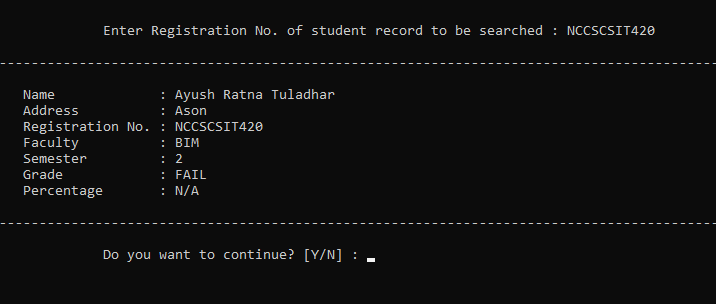 Enter Registration No. of student record to be searched : NCCSCSIT420
--------------------------------------------------------------------------------------------
Name : Ayush Ratna Tuladhar
Address : Ason
Registration No. : NCCSCSIT420
Faculty : BIM
Semester : 2
Grade : FAIL
Percentage : N/A
--------------------------------------------------------------------------------------------
Do you want to continue? [Y/N] : _